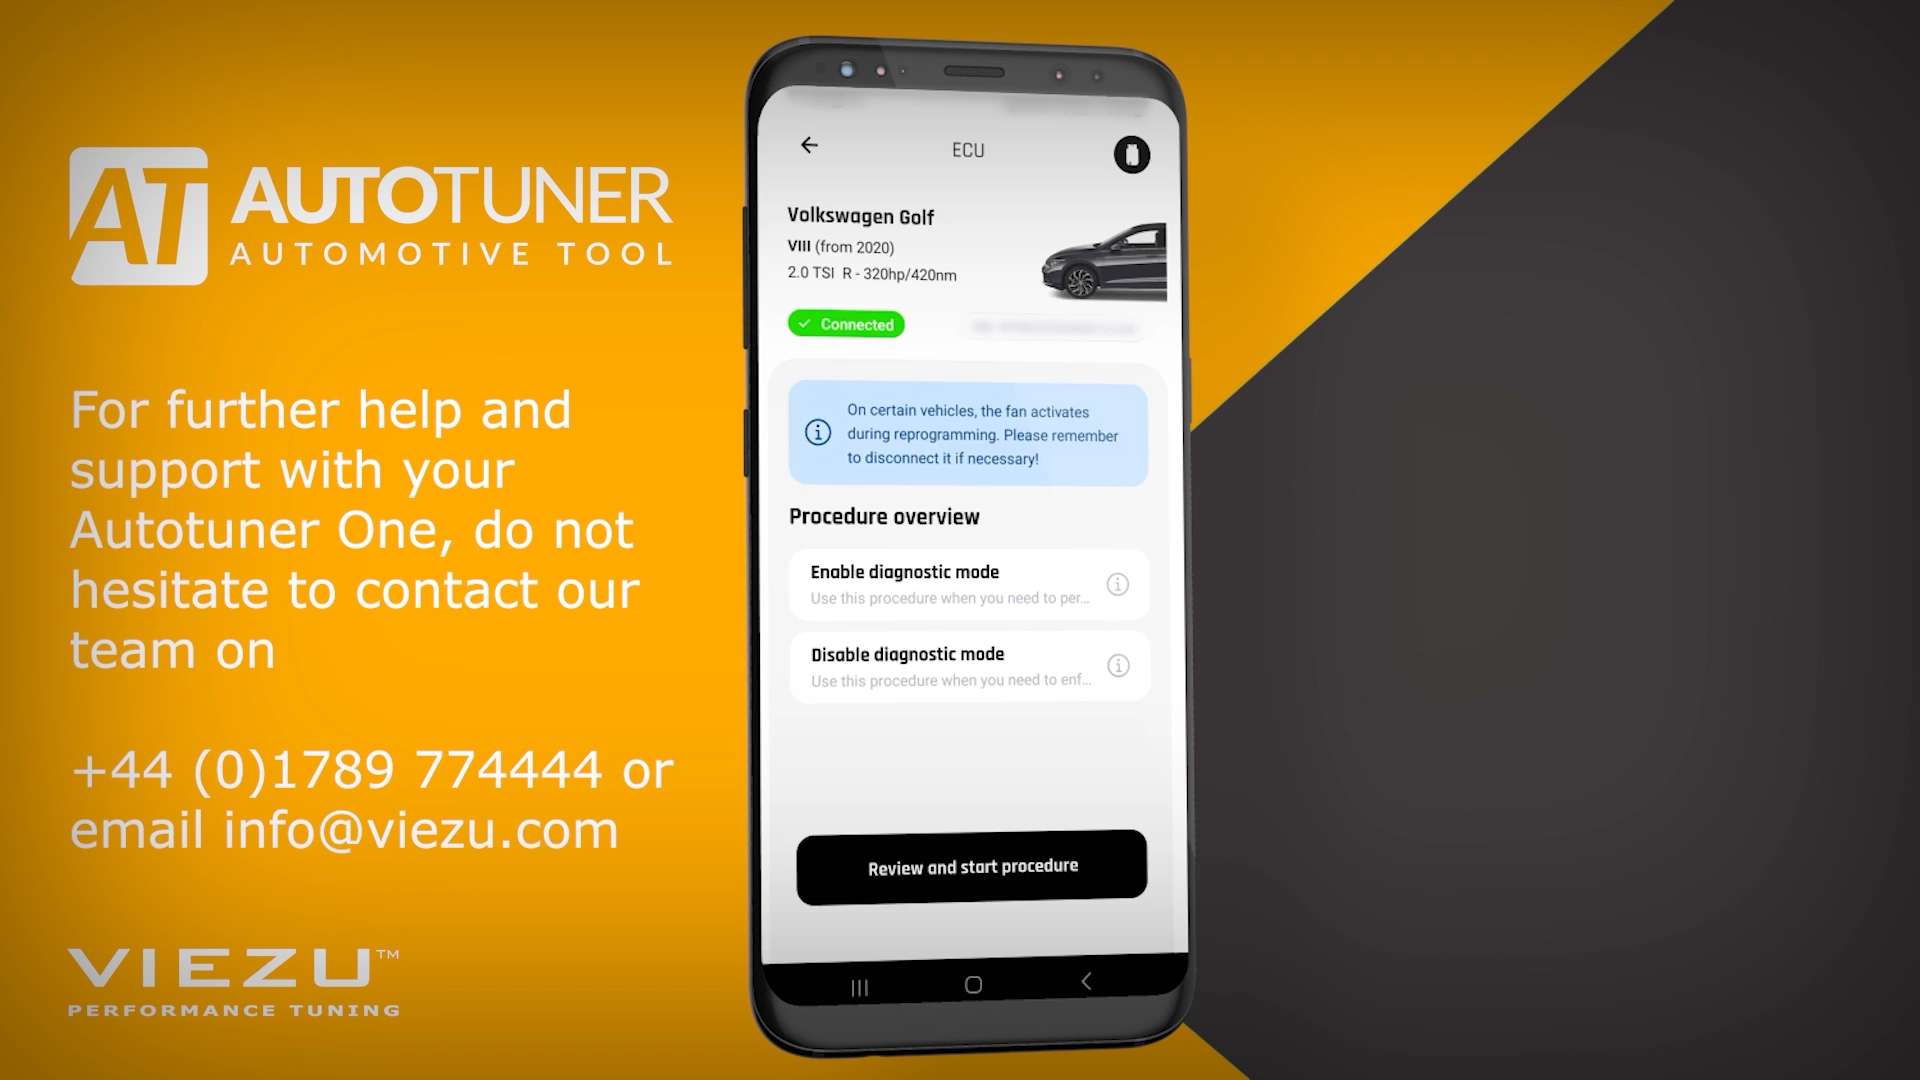 AT AUTOTUNER
AUTOMOTIVE TOOL
For further help and
support with your
Autotuner One, do not
hesitate to contact our
team on
+44 (0)1789 774444 or
email info@viezu.com
VIEZU™
PERFORMANCE TUNING
ECU
Volkswagen Golf
VIII (from 2020)
2.0 TSI R - 320hp/420nm
Connected
On certain vehicles, the fan activates
during reprogramming. Please remember
to disconnect it if necessary!
Procedure overview
Enable diagnostic mode
Use this procedure when you need to per...
Disable diagnostic mode
Use this procedure when you need to enf...
Review and start procedure